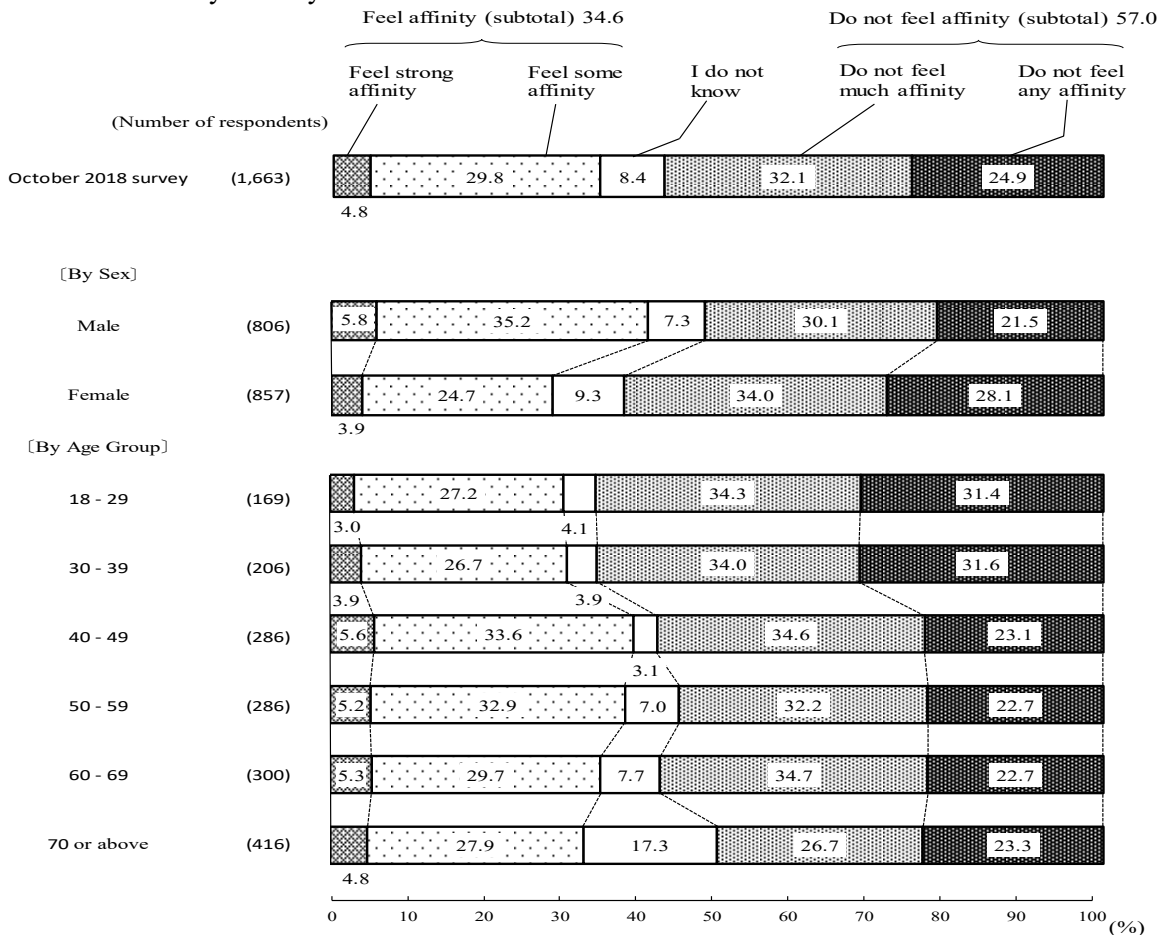 Feel affinity (subtotal) 34.6 Do not feel affinity (subtotal) 57.0
Feel strong affinity Feel some affinity I do not know Do not feel much affinity Do not feel any affinity
(Number of respondents)
October 2018 survey (1,663) 29.8 8.4 32.1 24.9
4.8
〔By Sex〕
Male (806) 5.8 35.2 7.3 30.1 21.5
Female (857) 24.7 9.3 34.0 28.1
3.9
〔By Age Group〕
18 - 29 (169) 27.2 34.3 31.4
3.0 4.1
30 - 39 (206) 26.7 34.0 31.6
3.9 3.9
40 - 49 (286) 5.6 33.6 34.6 23.1
3.1
50 - 59 (286) 5.2 32.9 7.0 32.2 22.7
60 - 69 (300) 5.3 29.7 7.7 34.7 22.7
70 or above (416) 27.9 17.3 26.7 23.3
4.8
0 10 20 30 40 50 60 70 80 90 100
(%)